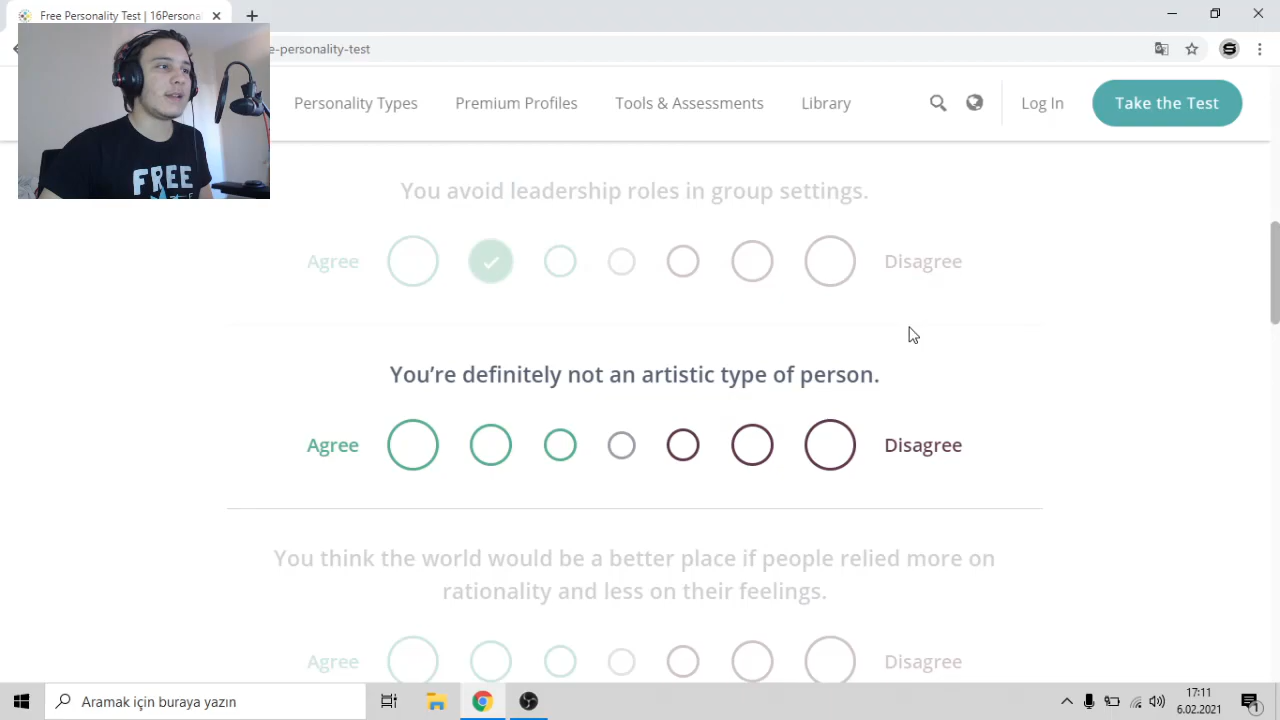 Free Personality Test | 16Persona
e-personality-test
Personality Types
Premium Profiles
Tools & Assessments
Library
Log In
Take the Test
FREE
You avoid leadership roles in group settings.
Agree
Disagree
You’re definitely not an artistic type of person.
Agree
Disagree
You think the world would be a better place if people relied more on
rationality and less on their feelings.
Agree
Disagree
Aramak için buraya yazın
17:11
6.02.2021
1